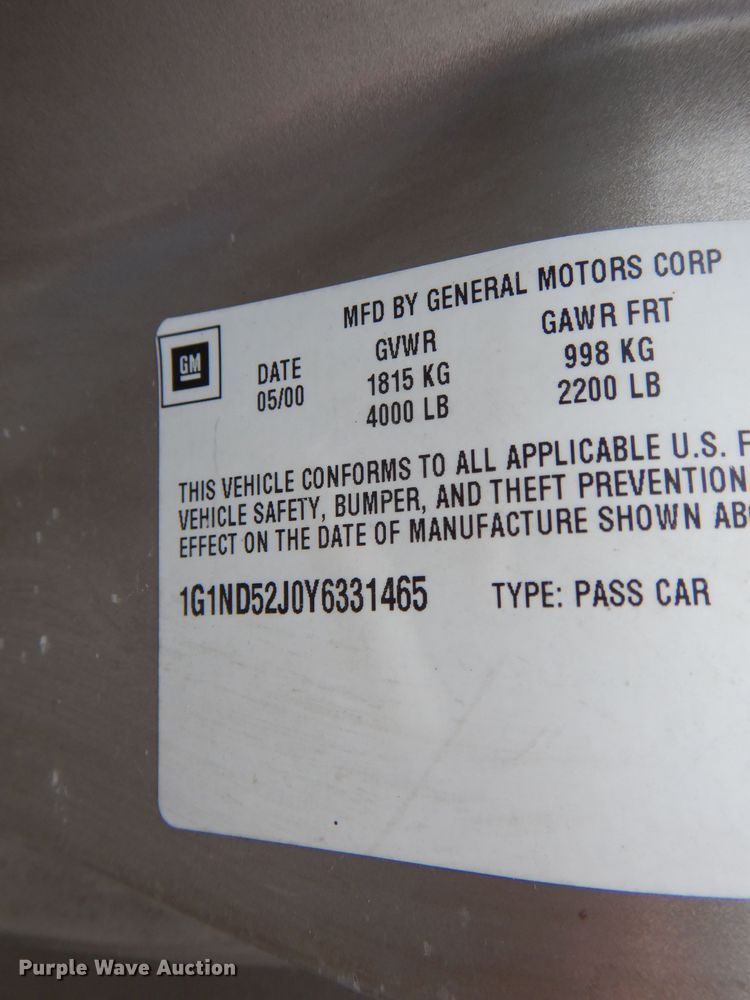 MFD BY GENERAL MOTORS CORP
GM
DATE
05/00
GVWR
1815 KG
4000 LB
GAWR FRT
998 KG
2200 LB
THIS VEHICLE CONFORMS TO ALL APPLICABLE U.S. F
VEHICLE SAFETY, BUMPER, AND THEFT PREVENTION
EFFECT ON THE DATE OF MANUFACTURE SHOWN AB
1G1ND52J0Y6331465 TYPE: PASS CAR
Purple Wave Auction